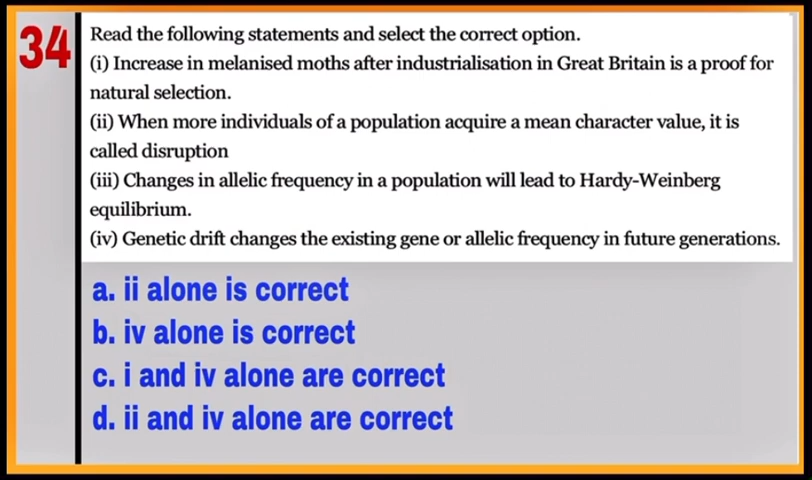 34
Read the following statements and select the correct option.
(i) Increase in melanised moths after industrialisation in Great Britain is a proof for
natural selection.
(ii) When more individuals of a population acquire a mean character value, it is
called disruption
(iii) Changes in allelic frequency in a population will lead to Hardy-Weinberg
equilibrium.
(iv) Genetic drift changes the existing gene or allelic frequency in future generations.
a. ii alone is correct
b. iv alone is correct
c. i and iv alone are correct
d. ii and iv alone are correct